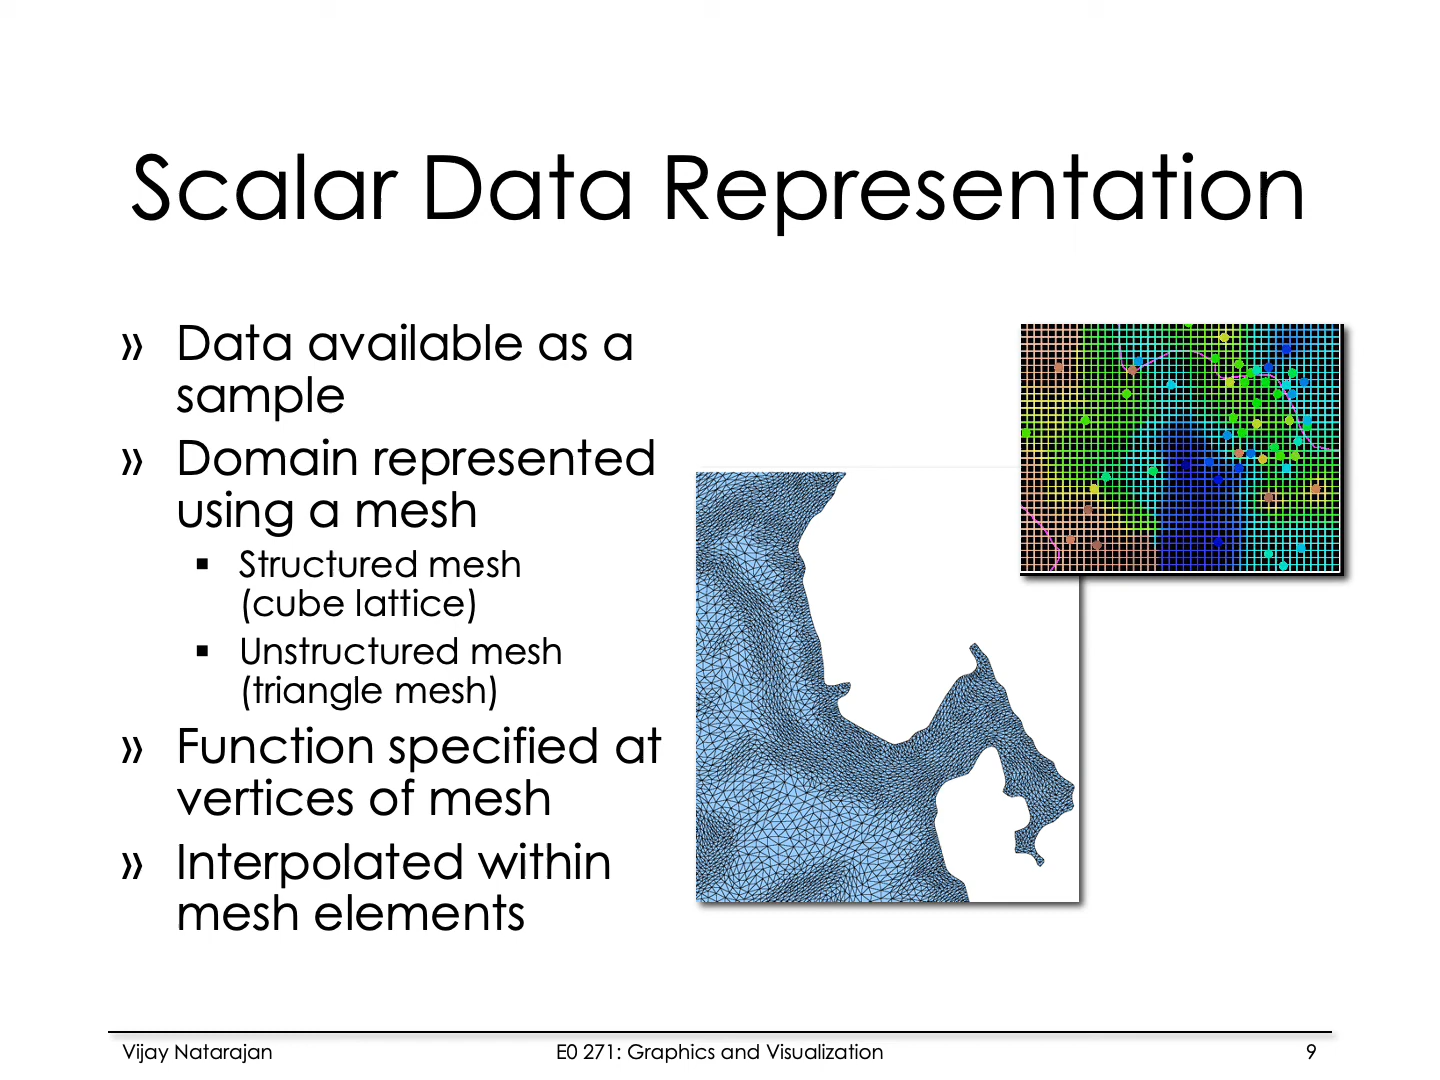 Scalar Data Representation
» Data available as a
sample
» Domain represented
using a mesh
▪ Structured mesh
(cube lattice)
▪ Unstructured mesh
(triangle mesh)
» Function specified at
vertices of mesh
» Interpolated within
mesh elements
Vijay Natarajan
E0 271: Graphics and Visualization
9